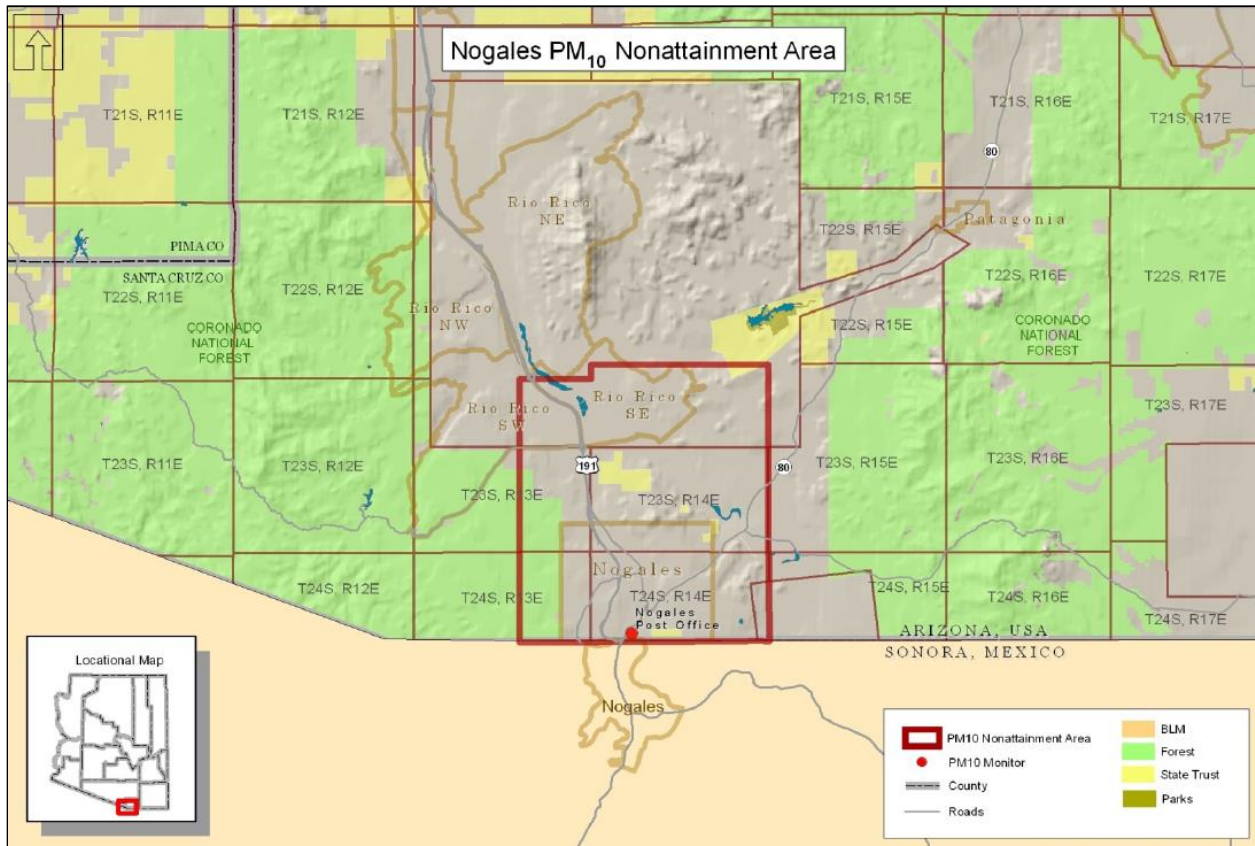 Nogales PM10 Nonattainment Area
T21S, R11E
T21S, R12E
T21S, R15E
T21S, R16E
T21S, R17E
80
Rio Rico
NE
Patagonia
PIMA CO
SANTA CRUZ CO
T22S, R15E
T22S, R11E
T22S, R12E
T22S, R16E
T22S, R17E
Rio Rico
NW
CORONADO
NATIONAL
FOREST
T22S, R15E
CORONADO
NATIONAL
FOREST
Rio Rico
SW
Rio Rico
SE
T23S, R17E
T23S, R11E
T23S, R12E
T23S, R13E
191
T23S, R14E
80
T23S, R15E
T23S, R16E
Nogales
T24S, R12E
T24S, R13E
T24S, R14E
T24S, R15E
T24S, R16E
T24S, R17E
Nogales
Post Office
ARIZONA, USA
SONORA, MEXICO
Nogales
Locational Map
PM10 Nonattainment Area
PM10 Monitor
County
Roads
BLM
Forest
State Trust
Parks